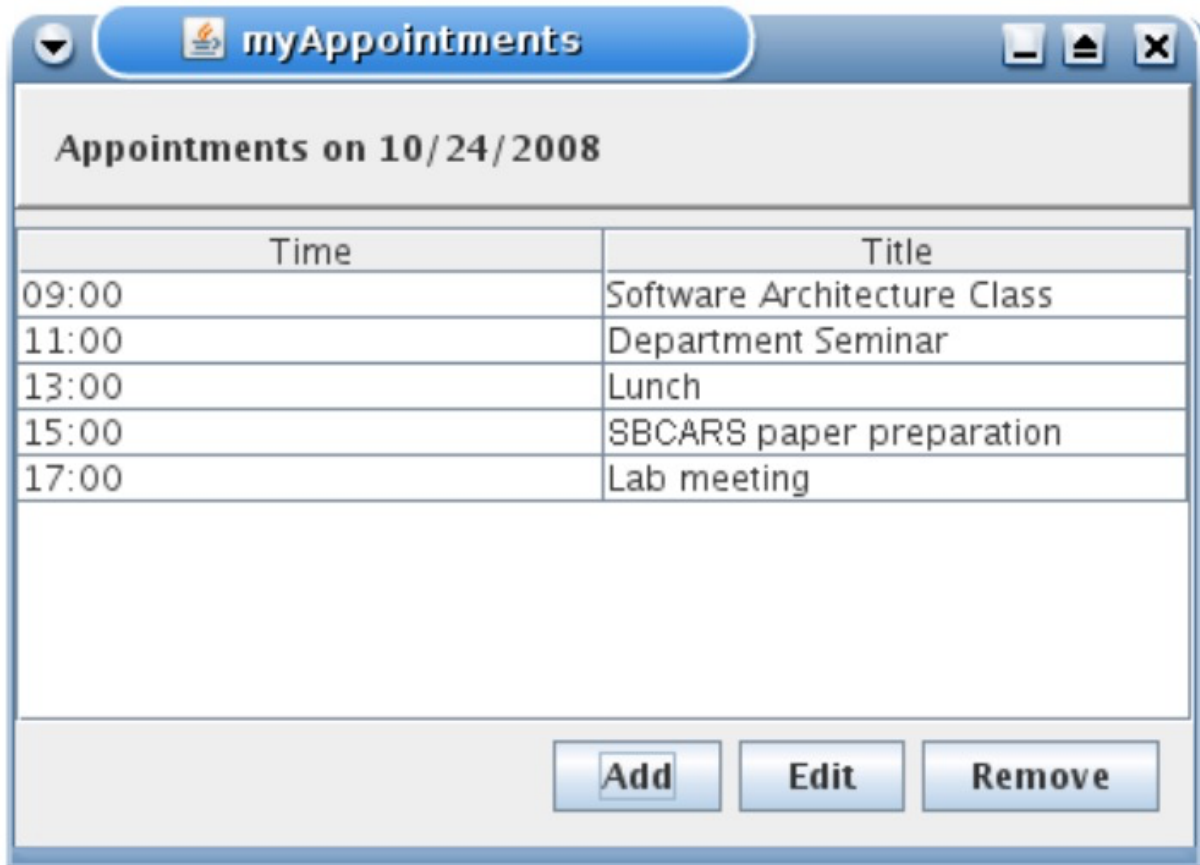 myAppointments
Appointments on 10/24/2008
Time Title
09:00 Software Architecture Class
11:00 Department Seminar
13:00 Lunch
15:00 SBCARS paper preparation
17:00 Lab meeting
Add Edit Remove